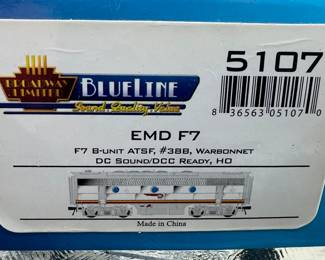 BROADWAY
LIMITED
BLUELINE
Sound. Quality. Value
5107
8 36563 05107 0
EMD F7
F7 B-UNIT ATSF, #38B, WARBONNET
DC SOUND/DCC READY, HO
Made in China